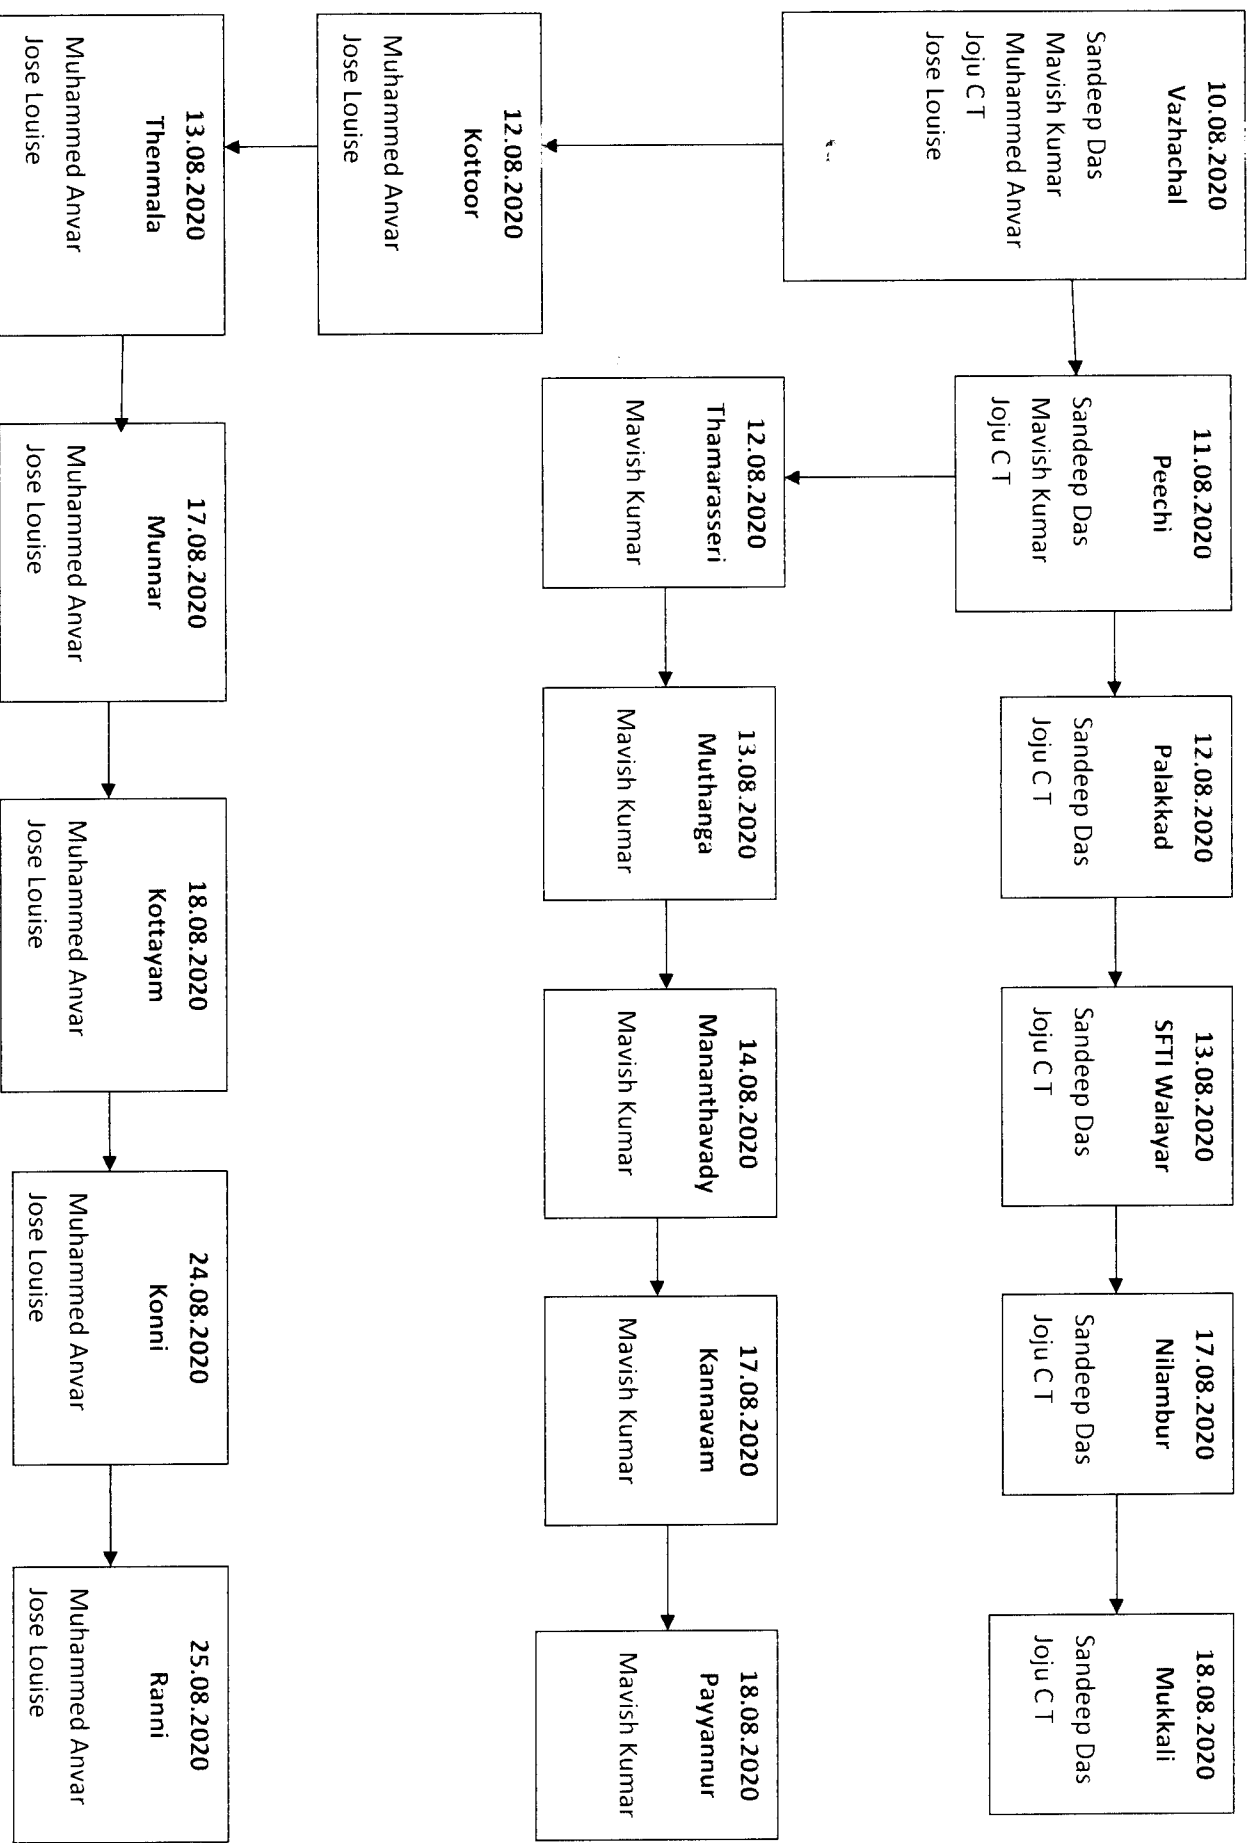 10.08.2020
Vazhachal
Sandeep Das
Mavish Kumar
Muhammed Anvar
Joju C T
Jose Louise
11.08.2020
Peechi
Sandeep Das
Mavish Kumar
Joju C T
12.08.2020
Palakkad
Sandeep Das
Joju C T
13.08.2020
SFTI Walayar
Sandeep Das
Joju C T
17.08.2020
Nilambur
Sandeep Das
Joju C T
18.08.2020
Mukkali
Sandeep Das
Joju C T
12.08.2020
Thamarasseri
Mavish Kumar
13.08.2020
Muthanga
Mavish Kumar
14.08.2020
Mananthavady
Mavish Kumar
17.08.2020
Kannavam
Mavish Kumar
18.08.2020
Payyannur
Mavish Kumar
12.08.2020
Kottoor
Muhammed Anvar
Jose Louise
13.08.2020
Thenmala
Muhammed Anvar
Jose Louise
17.08.2020
Munnar
Muhammed Anvar
Jose Louise
18.08.2020
Kottayam
Muhammed Anvar
Jose Louise
24.08.2020
Konni
Muhammed Anvar
Jose Louise
25.08.2020
Ranni
Muhammed Anvar
Jose Louise